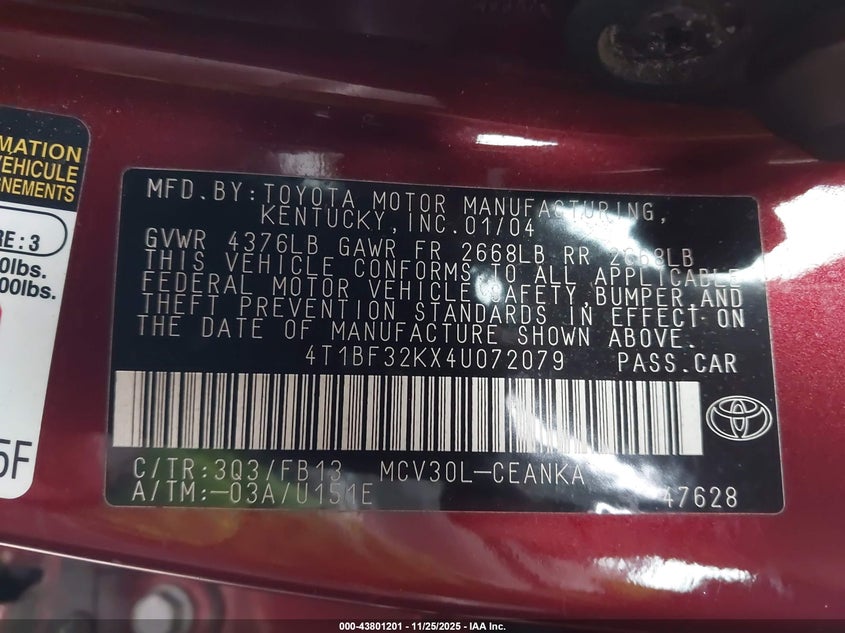 MATION
VÉHICULE
GNEMENTS
RE : 3
0lbs.
00lbs.
5F
MFD. BY: TOYOTA MOTOR MANUFACTURING,
KENTUCKY, INC. 01/04
GVWR 4376LB GAWR FR 2668LB RR 2668LB
THIS VEHICLE CONFORMS TO ALL APPLICABLE
FEDERAL MOTOR VEHICLE SAFETY, BUMPER, AND
THEFT PREVENTION STANDARDS IN EFFECT ON
THE DATE OF MANUFACTURE SHOWN ABOVE.
4T1BF32KX4U072079 PASS.CAR
C/TR: 3Q3/FB13 MCV30L-CEANKA
A/TM:-03A/U151E 47628
000-43801201 - 11/25/2025 - IAA Inc.